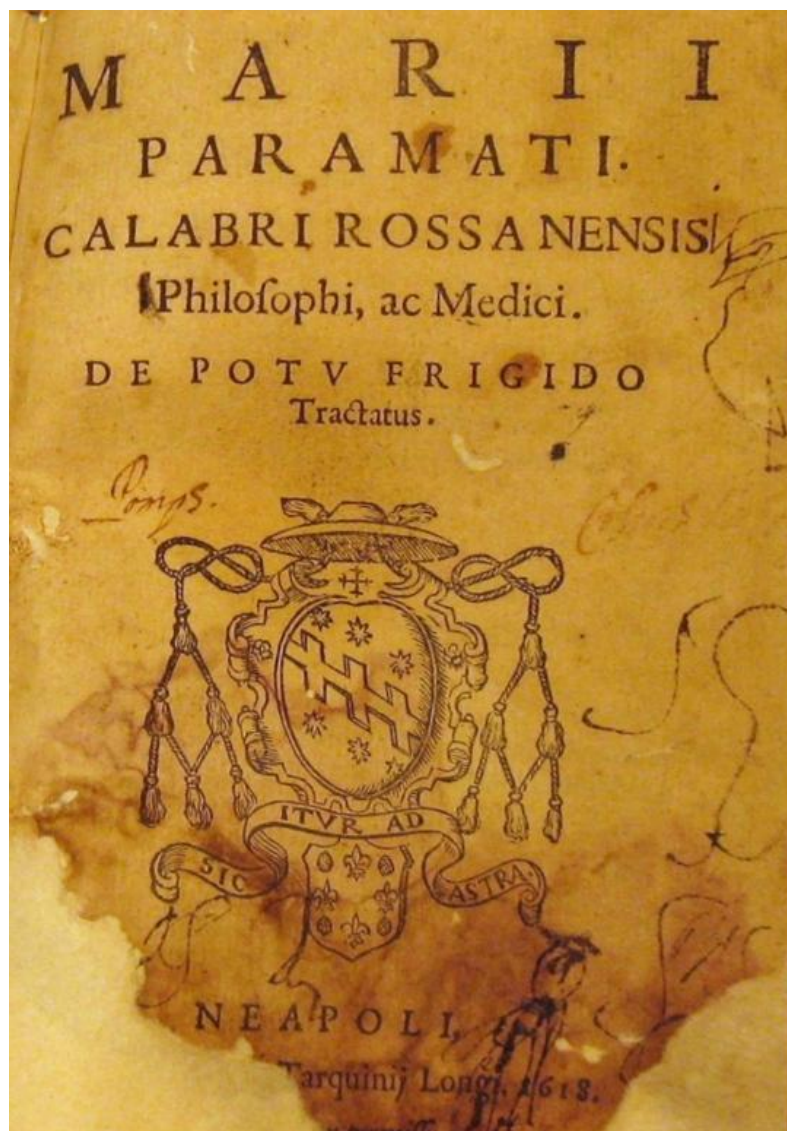 MARII
PARAMATI.
CALABRI ROSSANENSIS
Philoſophi, ac Medici.
DE POTV FRIGIDO
Tractatus.
SIC ITVR AD ASTRA.
NEAPOLI,
Tarquinij Longi. 1618.